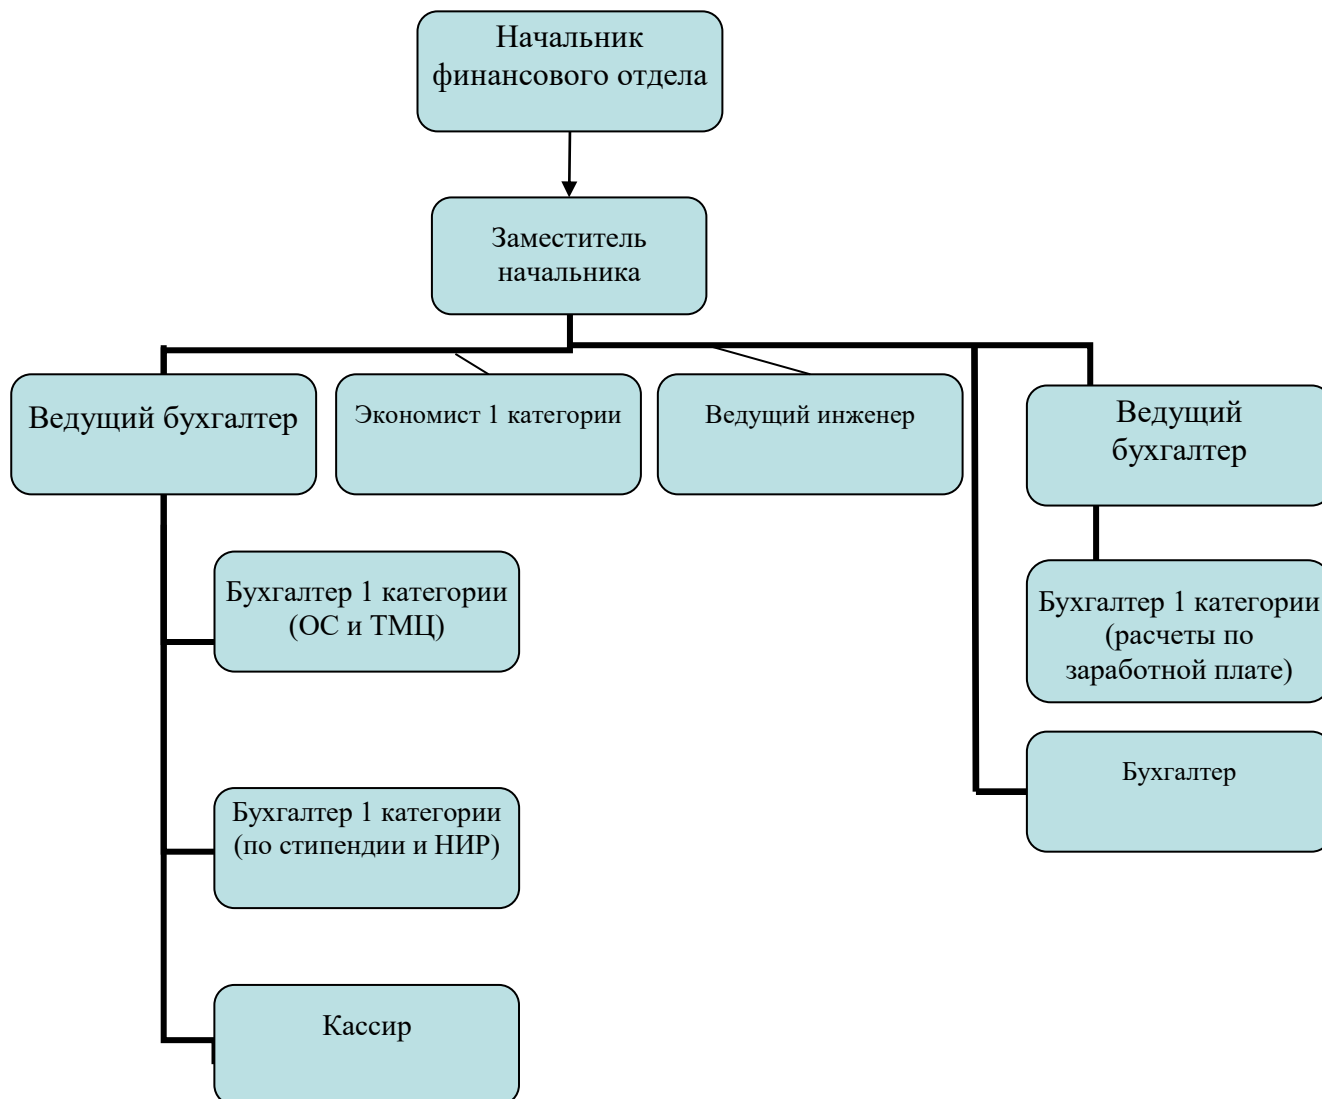 Начальник
финансового отдела
Заместитель
начальника
Ведущий бухгалтер
Экономист 1 категории
Ведущий инженер
Ведущий
бухгалтер
Бухгалтер 1 категории
(ОС и ТМЦ)
Бухгалтер 1 категории
(расчеты по
заработной плате)
Бухгалтер 1 категории
(по стипендии и НИР)
Бухгалтер
Кассир